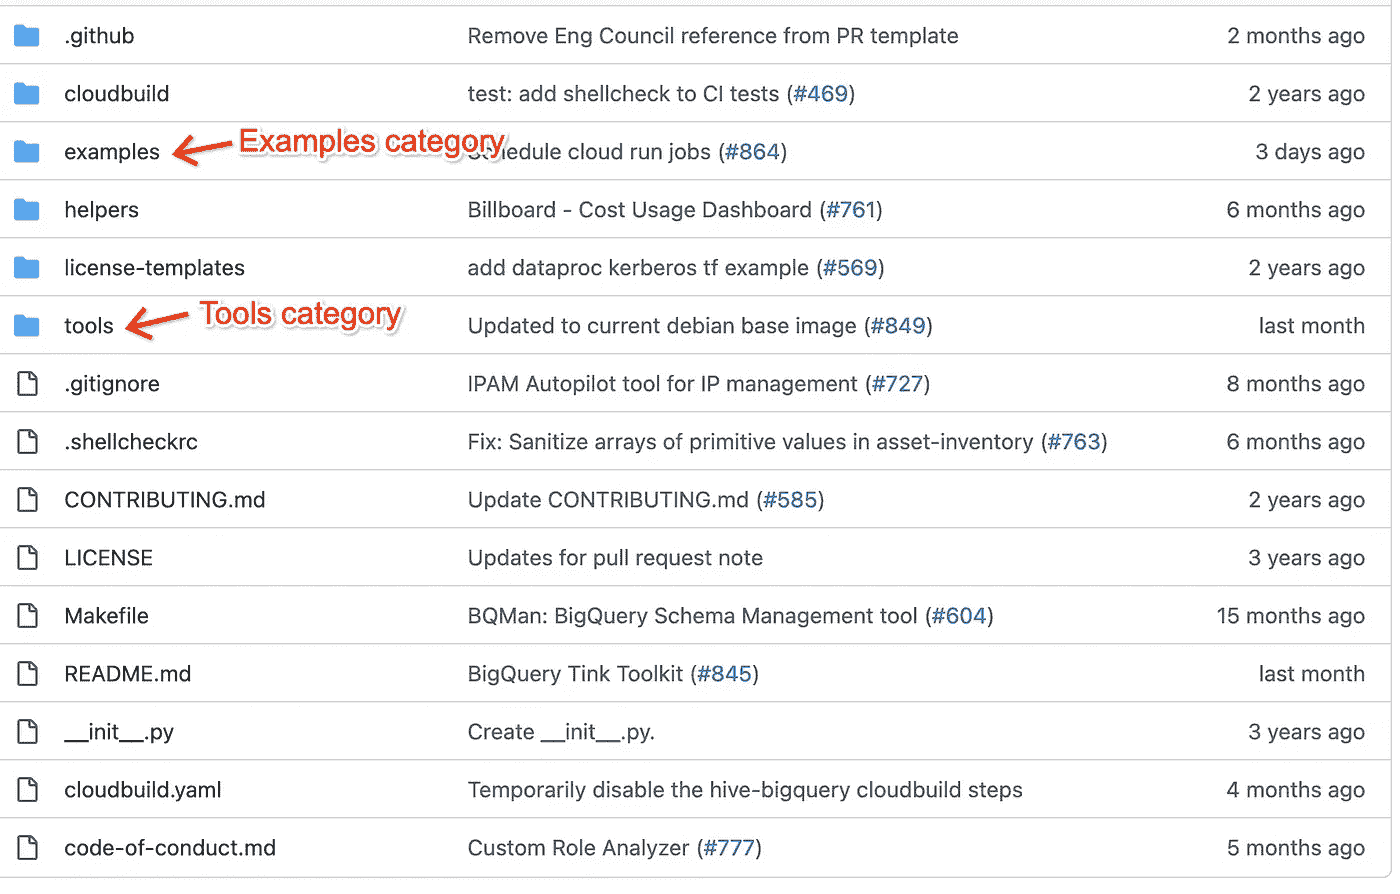 .github Remove Eng Council reference from PR template 2 months ago
cloudbuild test: add shellcheck to CI tests (#469) 2 years ago
examples Examples category Schedule cloud run jobs (#864) 3 days ago
helpers Billboard - Cost Usage Dashboard (#761) 6 months ago
license-templates add dataproc kerberos tf example (#569) 2 years ago
tools Tools category Updated to current debian base image (#849) last month
.gitignore IPAM Autopilot tool for IP management (#727) 8 months ago
.shellcheckrc Fix: Sanitize arrays of primitive values in asset-inventory (#763) 6 months ago
CONTRIBUTING.md Update CONTRIBUTING.md (#585) 2 years ago
LICENSE Updates for pull request note 3 years ago
Makefile BQMan: BigQuery Schema Management tool (#604) 15 months ago
README.md BigQuery Tink Toolkit (#845) last month
__init__.py Create __init__.py. 3 years ago
cloudbuild.yaml Temporarily disable the hive-bigquery cloudbuild steps 4 months ago
code-of-conduct.md Custom Role Analyzer (#777) 5 months ago